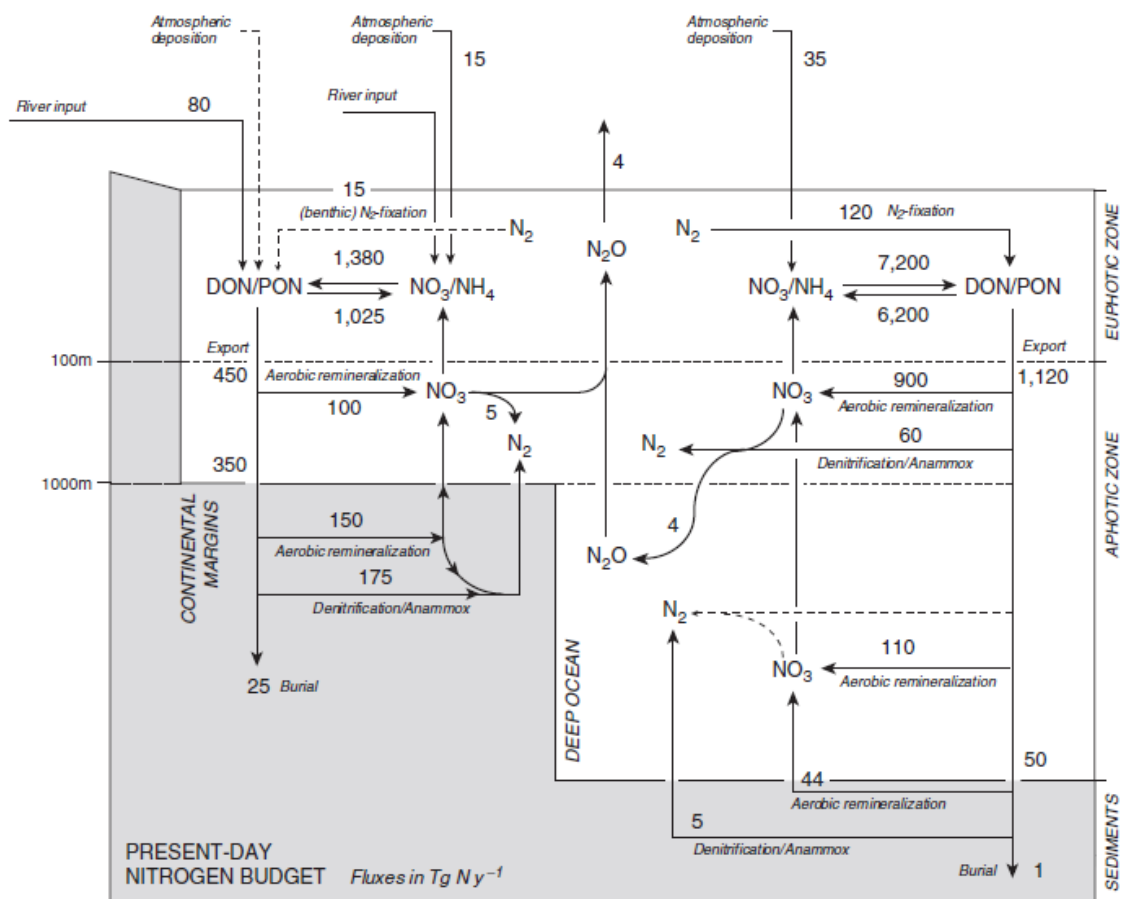 Atmospheric
deposition
Atmospheric
deposition
15
Atmospheric
deposition
35
River input
80
River input
4
15
(benthic) N₂-fixation
N₂
N₂O
N₂
120 N₂-fixation
1,380
DON/PON
NO₃/NH₄
1,025
7,200
NO₃/NH₄
DON/PON
6,200
EUPHOTIC ZONE
100m
Export
450
Aerobic remineralization
100
NO₃
5
N₂
Export
1,120
NO₃
900
Aerobic remineralization
N₂
60
Denitrification/Anammox
350
1000m
CONTINENTAL
MARGINS
150
Aerobic remineralization
175
Denitrification/Anammox
25 Burial
4
N₂O
APHOTIC ZONE
N₂
NO₃
110
Aerobic remineralization
DEEP OCEAN
50
44
Aerobic remineralization
5
Denitrification/Anammox
Burial 1
SEDIMENTS
PRESENT-DAY
NITROGEN BUDGET Fluxes in Tg N y⁻¹